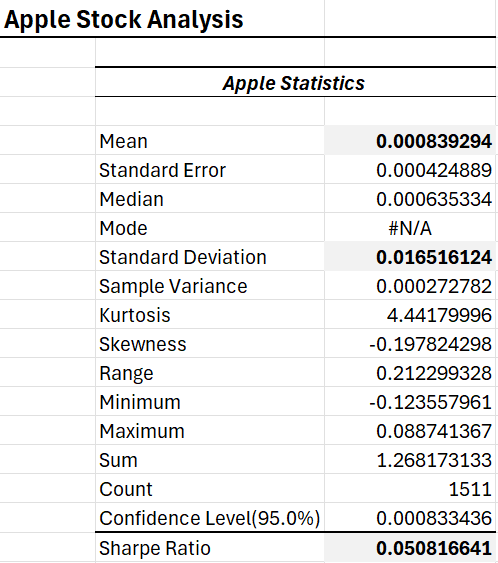 Apple Stock Analysis
Apple Statistics
Mean 0.000839294
Standard Error 0.000424889
Median 0.000635334
Mode #N/A
Standard Deviation 0.016516124
Sample Variance 0.000272782
Kurtosis 4.44179996
Skewness -0.197824298
Range 0.212299328
Minimum -0.123557961
Maximum 0.088741367
Sum 1.268173133
Count 1511
Confidence Level(95.0%) 0.000833436
Sharpe Ratio 0.050816641